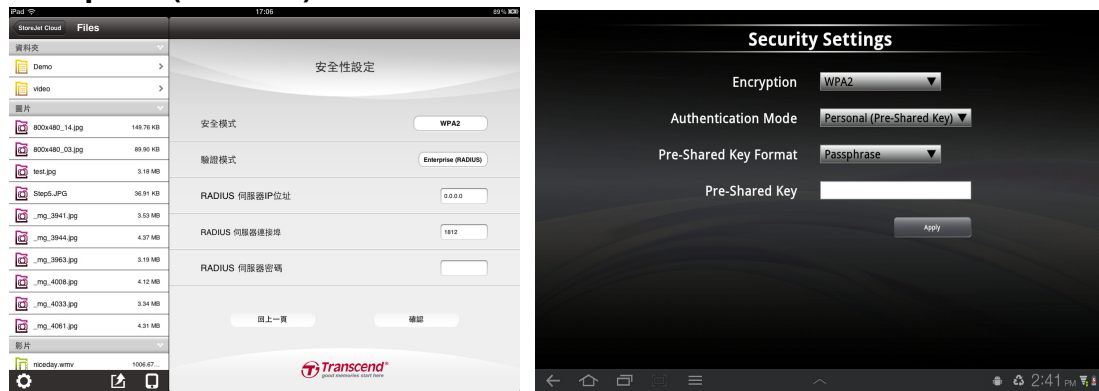 iPad 17:06 89 %
StoreJet Cloud Files
資料夾
Demo
video
圖片
800x480_14.jpg 149.76 KB
800x480_03.jpg 89.90 KB
test.jpg 3.18 MB
Step5.JPG 36.91 KB
_mg_3941.jpg 3.53 MB
_mg_3944.jpg 4.37 MB
_mg_3963.jpg 3.19 MB
_mg_4008.jpg 4.12 MB
_mg_4033.jpg 3.34 MB
_mg_4061.jpg 4.31 MB
影片
niceday.wmv 1006.67...
安全性設定
安全模式 WPA2
驗證模式 Enterprise (RADIUS)
RADIUS 伺服器IP位址 0.0.0.0
RADIUS 伺服器連接埠 1812
RADIUS 伺服器密碼
回上一頁 確認
Transcend®
good memories start here
Security Settings
Encryption WPA2
Authentication Mode Personal (Pre-Shared Key)
Pre-Shared Key Format Passphrase
Pre-Shared Key
Apply
2:41 PM